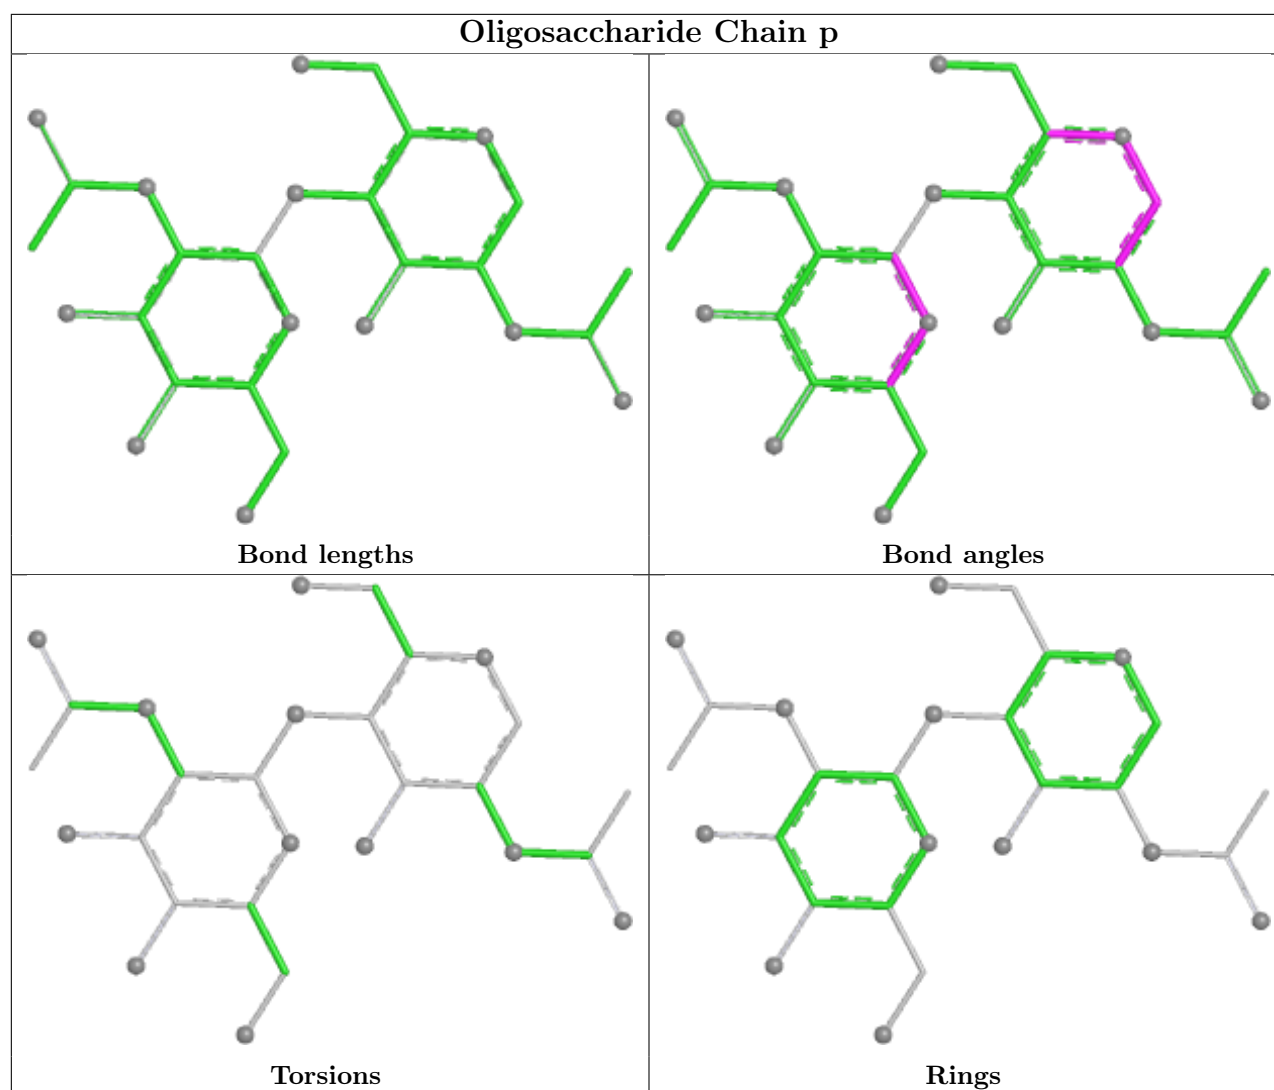 Oligosaccharide Chain p
Bond lengths
Bond angles
Torsions
Rings